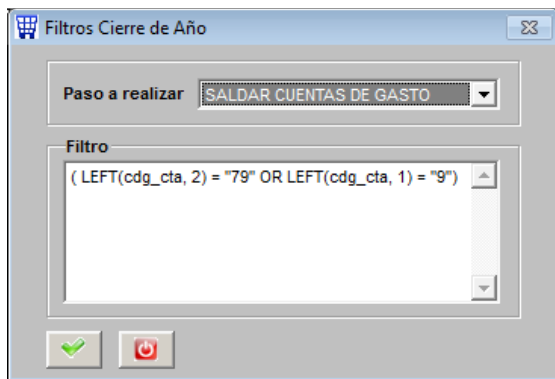 Filtros Cierre de Año
Paso a realizar SALDAR CUENTAS DE GASTO
Filtro
( LEFT(cdg_cta, 2) = "79" OR LEFT(cdg_cta, 1) = "9")